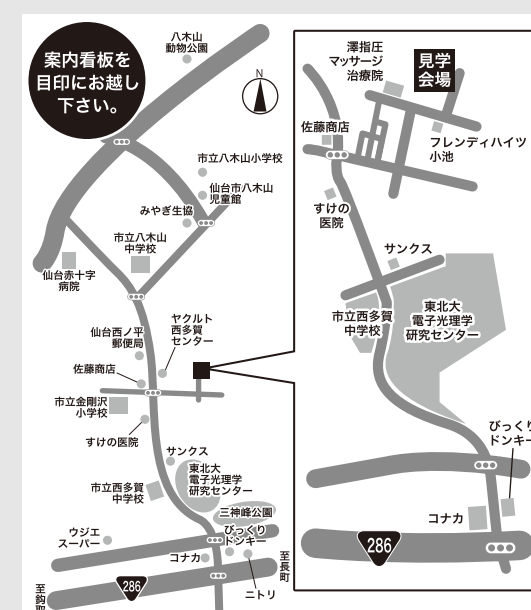 案内看板を
目印にお越し
下さい。
八木山
動物公園
N
市立八木山小学校
仙台市八木山
児童館
みやぎ生協
市立八木山
中学校
仙台赤十字
病院
仙台西ノ平
郵便局
ヤクルト
西多賀
センター
佐藤商店
市立金剛沢
小学校
すけの医院
サンクス
東北大
電子光理学
研究センター
市立西多賀
中学校
三神峰公園
ウジエ
スーパー
びっくり
ドンキー
コナカ
至長町
286
ニトリ
至鈎取
澤指圧
マッサージ
治療院
見学
会場
佐藤商店
フレンディハイツ
小池
すけの
医院
サンクス
市立西多賀
中学校
東北大
電子光理学
研究センター
びっくり
ドンキー
コナカ
286